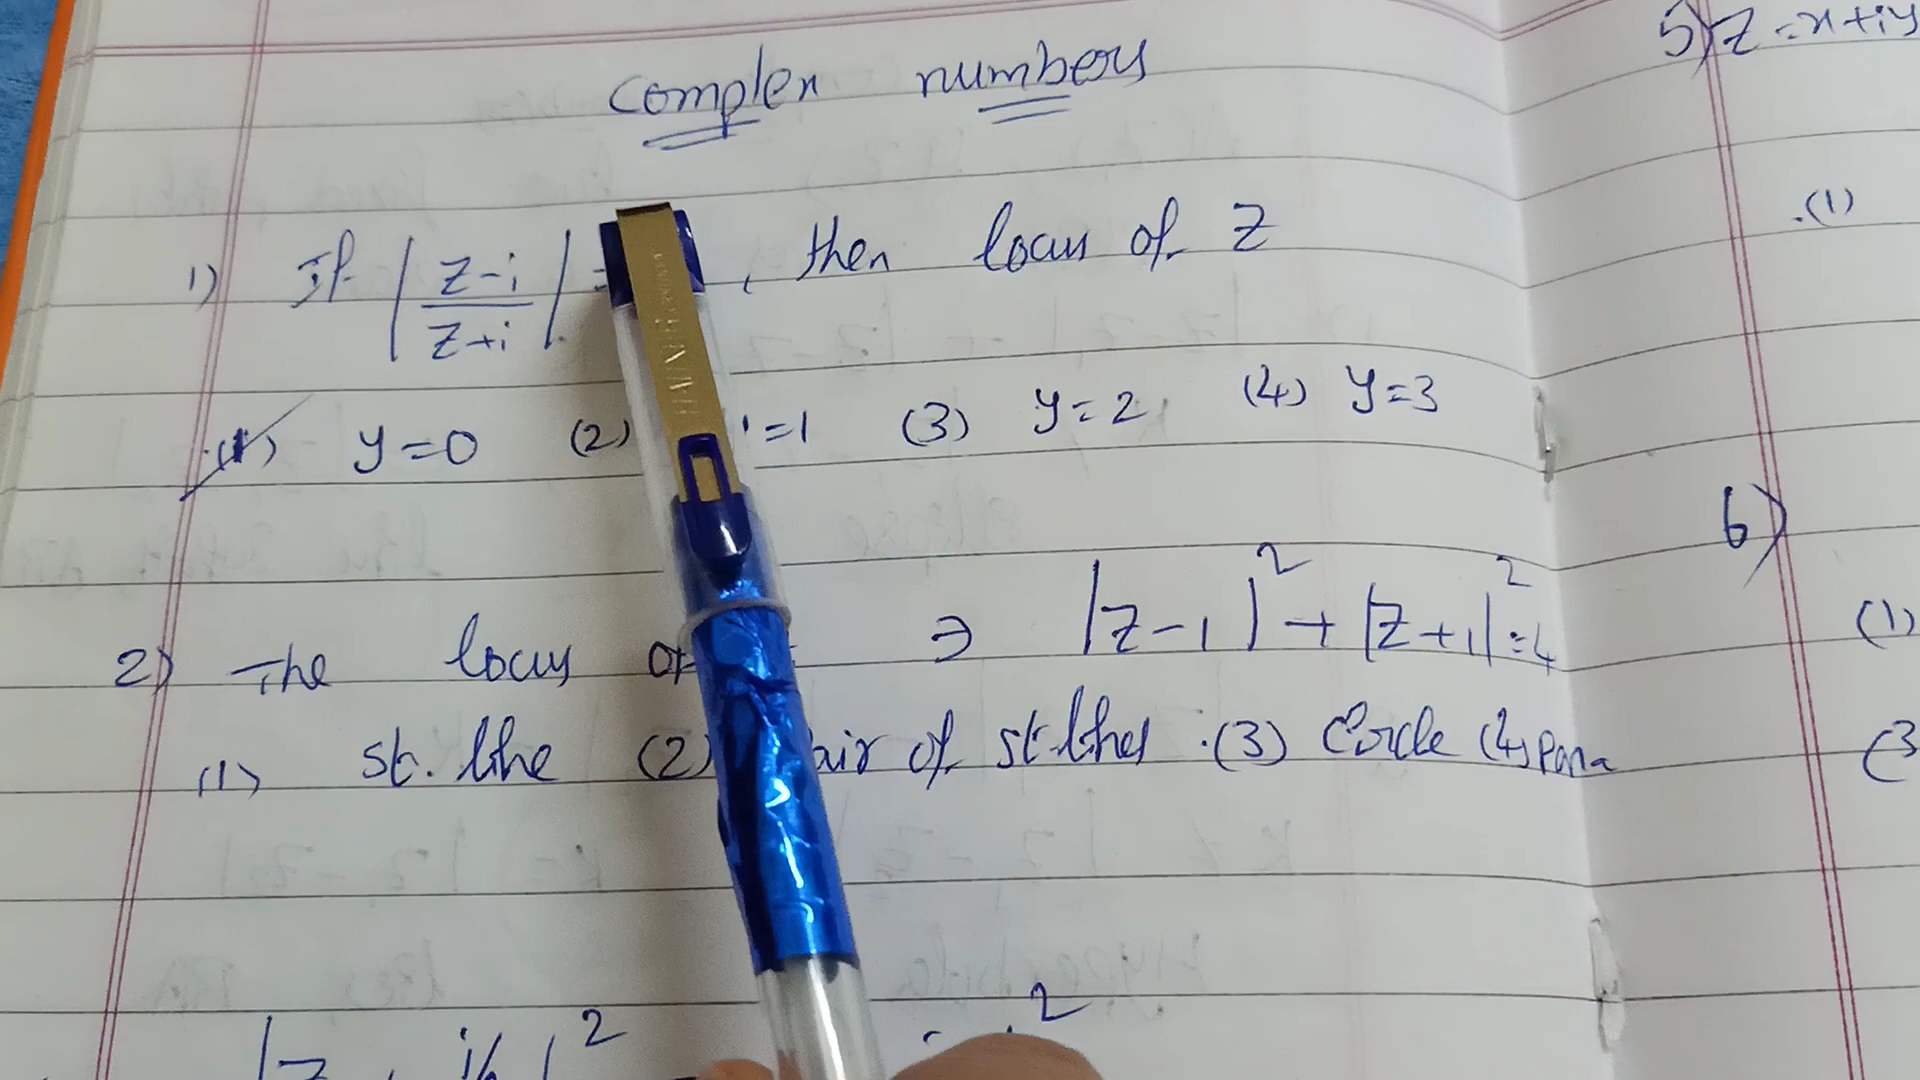 Complex numbers
1) If |z-i/z+i| = , then locus of z
(1) y=0 (2) =1 (3) y=2 (4) y=3
2) The locus of ∋ |z-1|² + |z+1|² = 4
(1) st. line (2) pair of st. lines (3) Circle (4) Para
5) z = x+iy
(1)
6)
(1)
(3